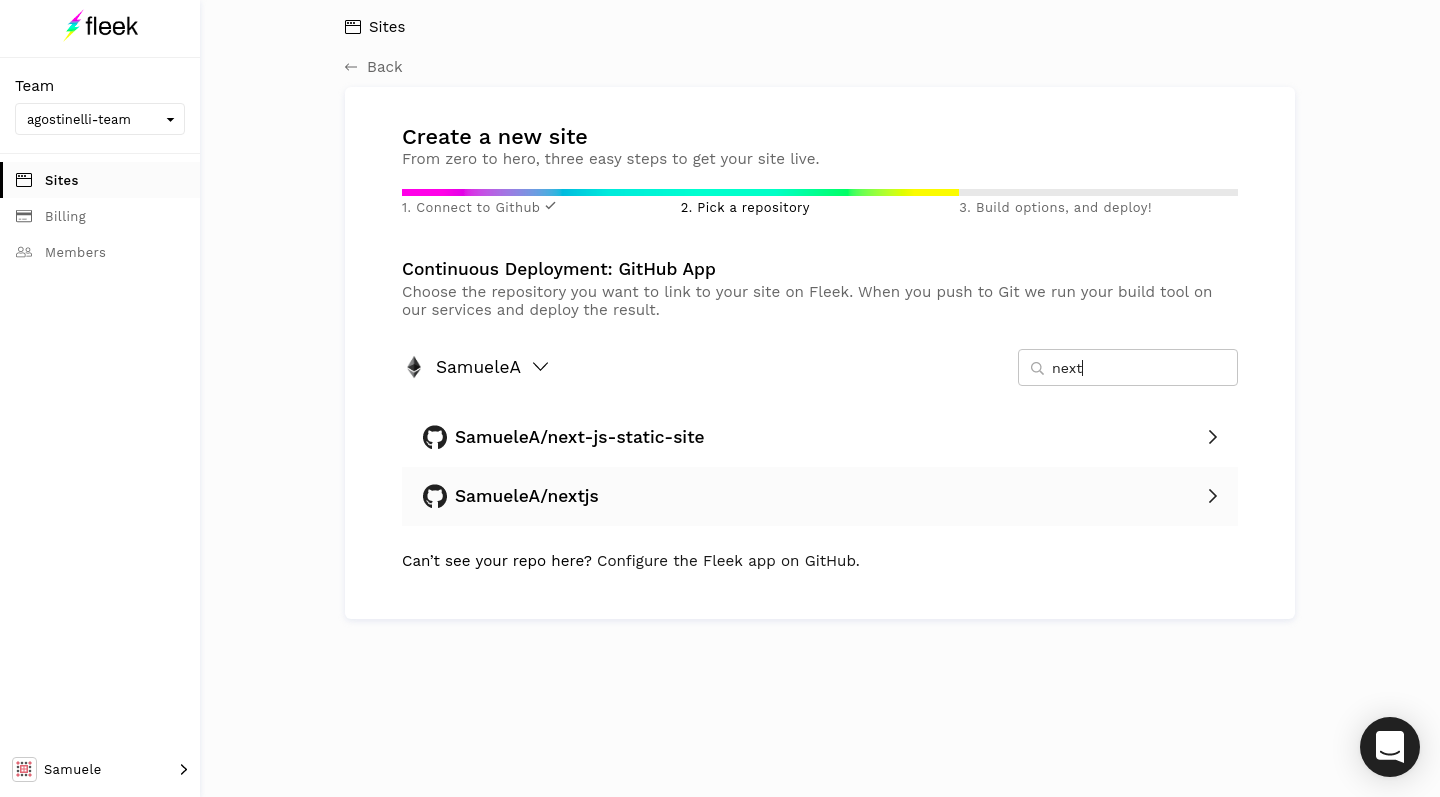 fleek
Team
agostinelli-team
Sites
Billing
Members
Samuele
Sites
← Back
Create a new site
From zero to hero, three easy steps to get your site live.
1. Connect to Github ✓
2. Pick a repository
3. Build options, and deploy!
Continuous Deployment: GitHub App
Choose the repository you want to link to your site on Fleek. When you push to Git we run your build tool on
our services and deploy the result.
SamueleA
next
SamueleA/next-js-static-site
SamueleA/nextjs
Can’t see your repo here? Configure the Fleek app on GitHub.